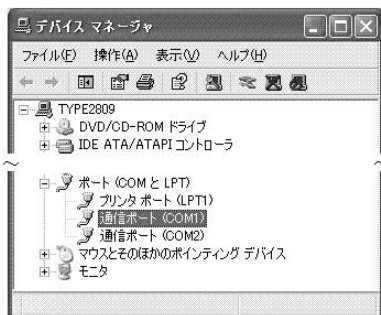 デバイス マネージャ
ファイル(F) 操作(A) 表示(V) ヘルプ(H)
TYPE2809
DVD/CD-ROM ドライブ
IDE ATA/ATAPI コントローラ
ポート (COM と LPT)
プリンタ ポート (LPT1)
通信ポート (COM1)
通信ポート (COM2)
マウスとそのほかのポインティング デバイス
モニタ